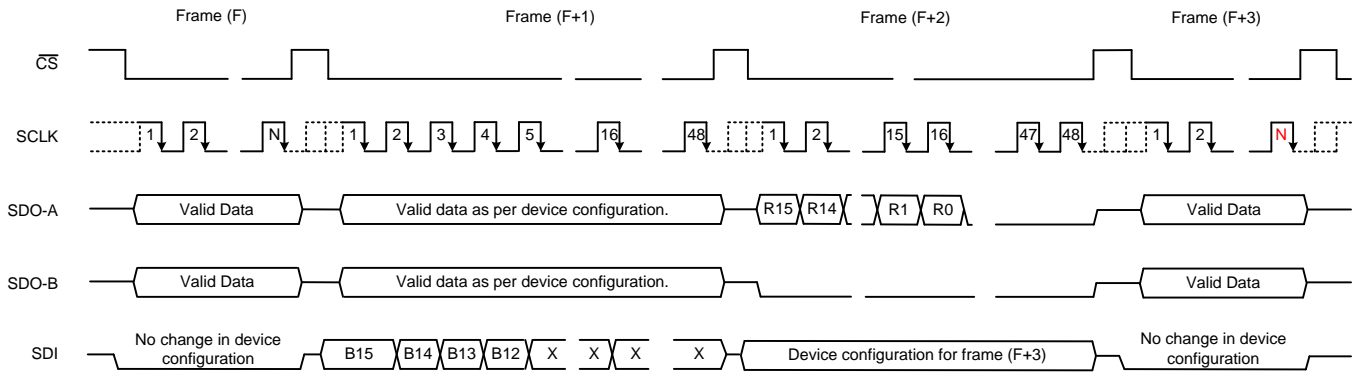 Frame (F) Frame (F+1) Frame (F+2) Frame (F+3)
CS
SCLK 1 2 N 1 2 3 4 5 16 48 1 2 15 16 47 48 1 2 N
SDO-A Valid Data Valid data as per device configuration. R15 R14 R1 R0 Valid Data
SDO-B Valid Data Valid data as per device configuration. Valid Data
SDI No change in device configuration B15 B14 B13 B12 X X X X Device configuration for frame (F+3) No change in device configuration